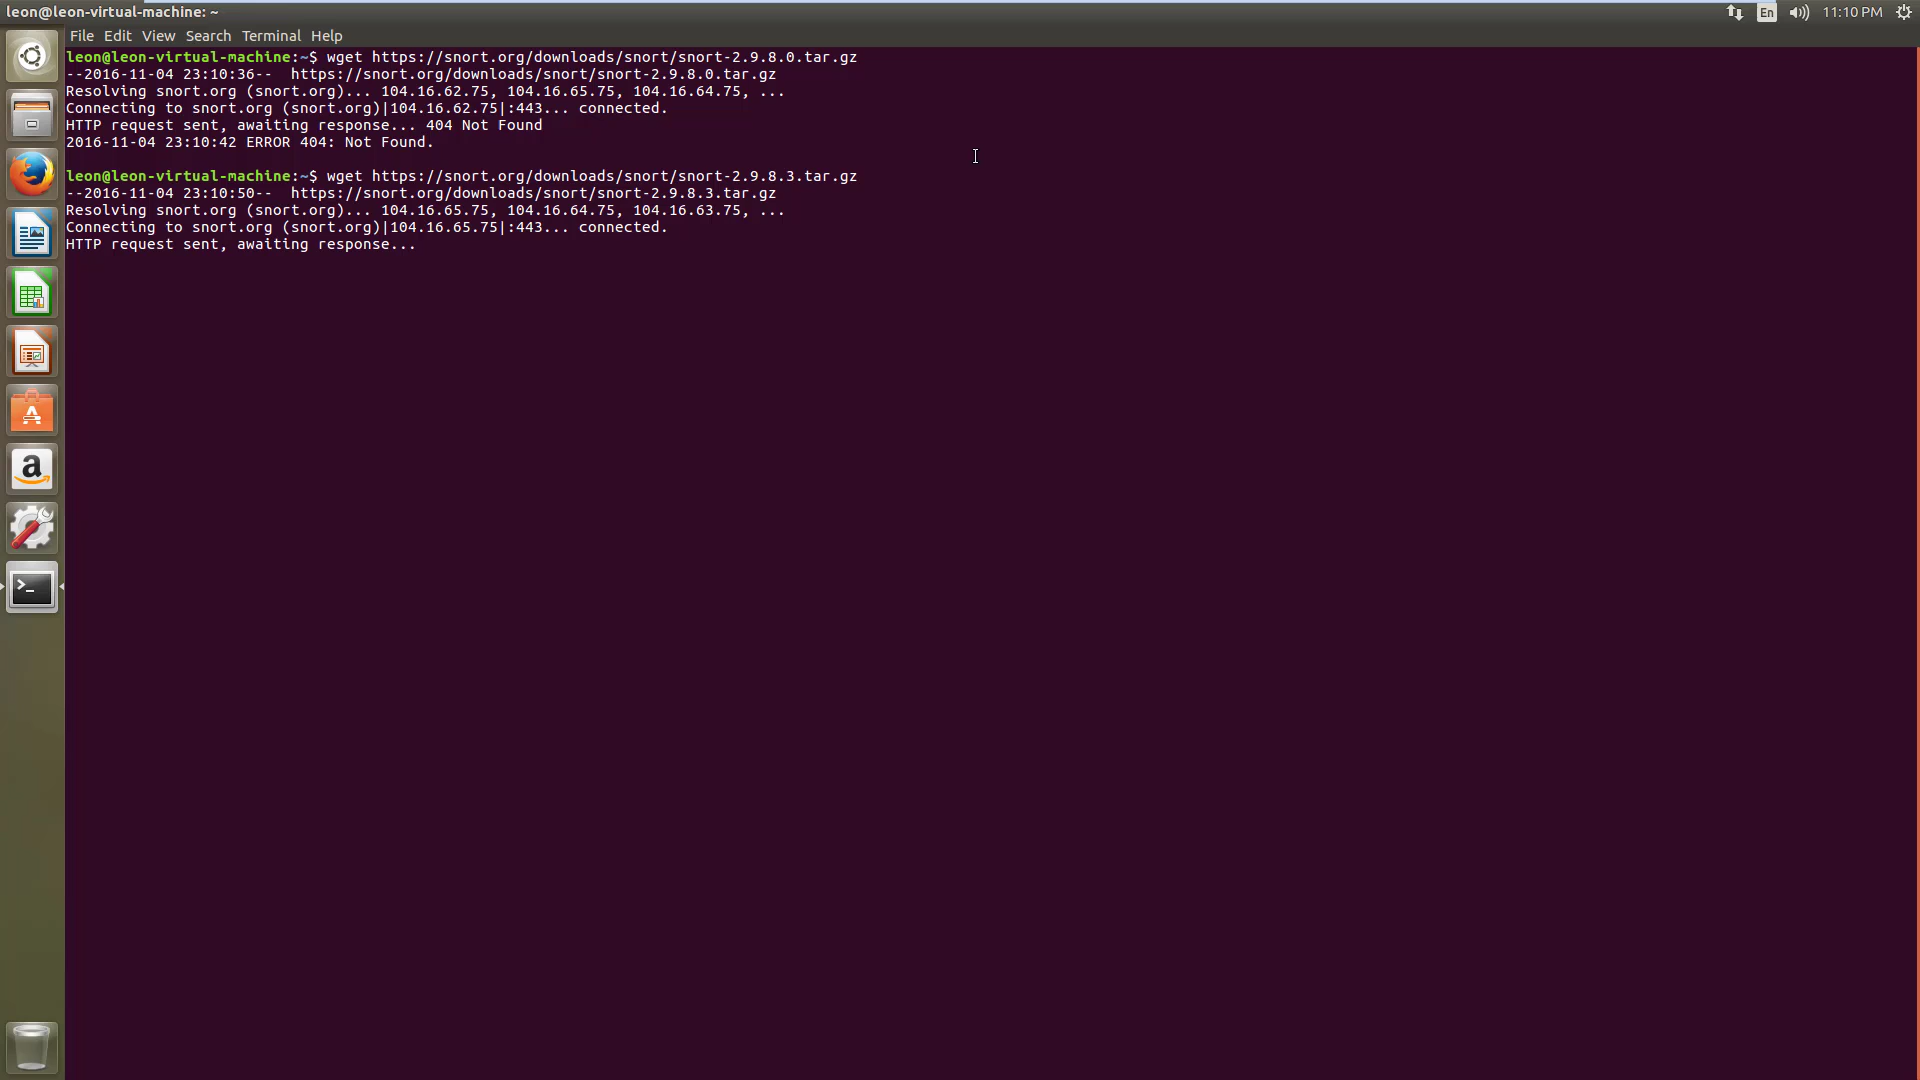 leon@leon-virtual-machine: ~
En
11:10 PM
File Edit View Search Terminal Help
leon@leon-virtual-machine:~$ wget https://snort.org/downloads/snort/snort-2.9.8.0.tar.gz
--2016-11-04 23:10:36--  https://snort.org/downloads/snort/snort-2.9.8.0.tar.gz
Resolving snort.org (snort.org)... 104.16.62.75, 104.16.65.75, 104.16.64.75, ...
Connecting to snort.org (snort.org)|104.16.62.75|:443... connected.
HTTP request sent, awaiting response... 404 Not Found
2016-11-04 23:10:42 ERROR 404: Not Found.
leon@leon-virtual-machine:~$ wget https://snort.org/downloads/snort/snort-2.9.8.3.tar.gz
--2016-11-04 23:10:50--  https://snort.org/downloads/snort/snort-2.9.8.3.tar.gz
Resolving snort.org (snort.org)... 104.16.65.75, 104.16.64.75, 104.16.63.75, ...
Connecting to snort.org (snort.org)|104.16.65.75|:443... connected.
HTTP request sent, awaiting response...